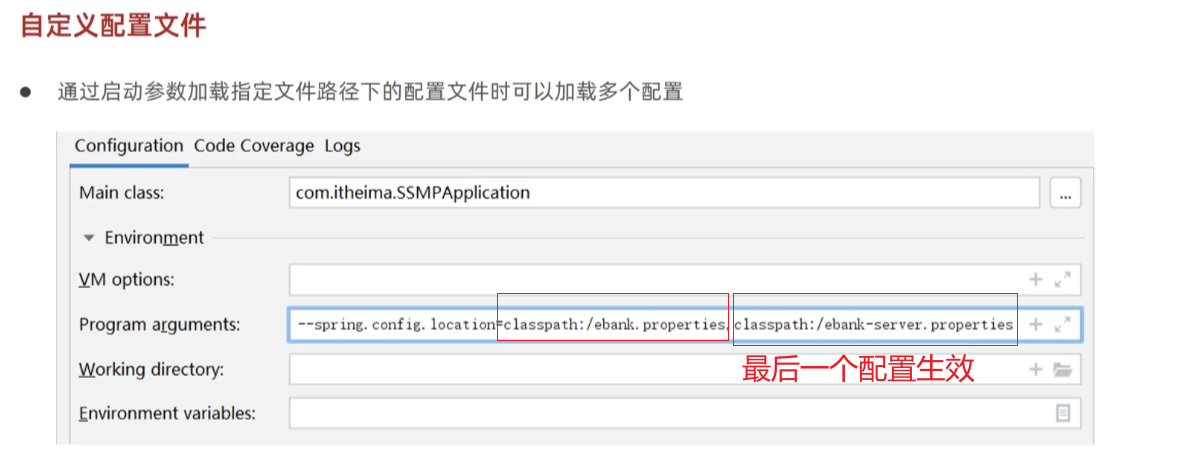 自定义配置文件
● 通过启动参数加载指定文件路径下的配置文件时可以加载多个配置
Configuration Code Coverage Logs
Main class: com.itheima.SSMPApplication ...
Environment
VM options:
Program arguments: --spring.config.location=classpath:/ebank.properties,classpath:/ebank-server.properties
最后一个配置生效
Working directory:
Environment variables: